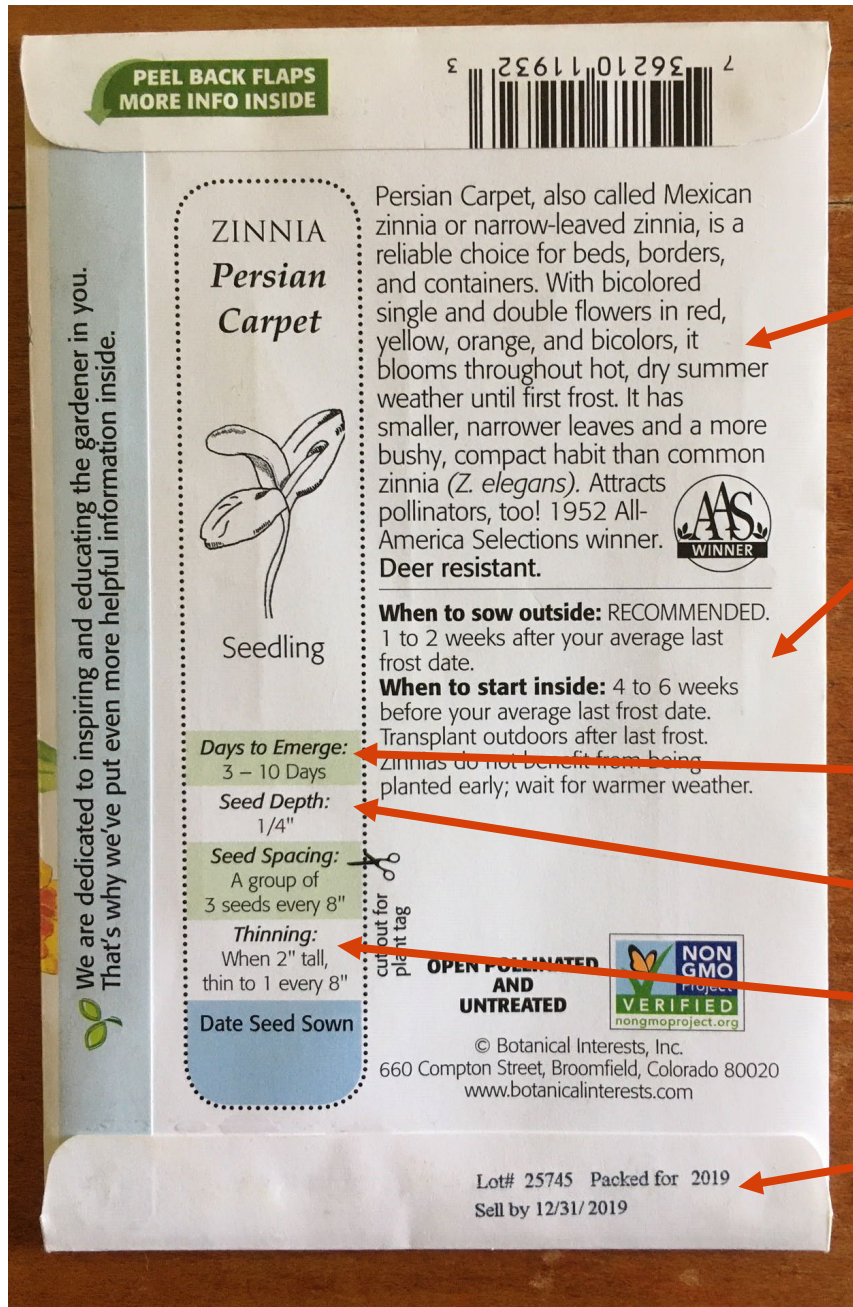 PEEL BACK FLAPS
MORE INFO INSIDE
7 36210 11932 3
We are dedicated to inspiring and educating the gardener in you.
That's why we've put even more helpful information inside.
ZINNIA
Persian
Carpet
Seedling
Days to Emerge:
3 – 10 Days
Seed Depth:
1/4"
Seed Spacing:
A group of
3 seeds every 8"
Thinning:
When 2" tall,
thin to 1 every 8"
Date Seed Sown
cut out for
plant tag
Persian Carpet, also called Mexican
zinnia or narrow-leaved zinnia, is a
reliable choice for beds, borders,
and containers. With bicolored
single and double flowers in red,
yellow, orange, and bicolors, it
blooms throughout hot, dry summer
weather until first frost. It has
smaller, narrower leaves and a more
bushy, compact habit than common
zinnia (Z. elegans). Attracts
pollinators, too! 1952 All-
America Selections winner.
Deer resistant.
AAS
WINNER
When to sow outside: RECOMMENDED.
1 to 2 weeks after your average last
frost date.
When to start inside: 4 to 6 weeks
before your average last frost date.
Transplant outdoors after last frost.
Zinnias do not benefit from being
planted early; wait for warmer weather.
OPEN POLLINATED
AND
UNTREATED
NON
GMO
Project
VERIFIED
nongmoproject.org
© Botanical Interests, Inc.
660 Compton Street, Broomfield, Colorado 80020
www.botanicalinterests.com
Lot# 25745 Packed for 2019
Sell by 12/31/2019